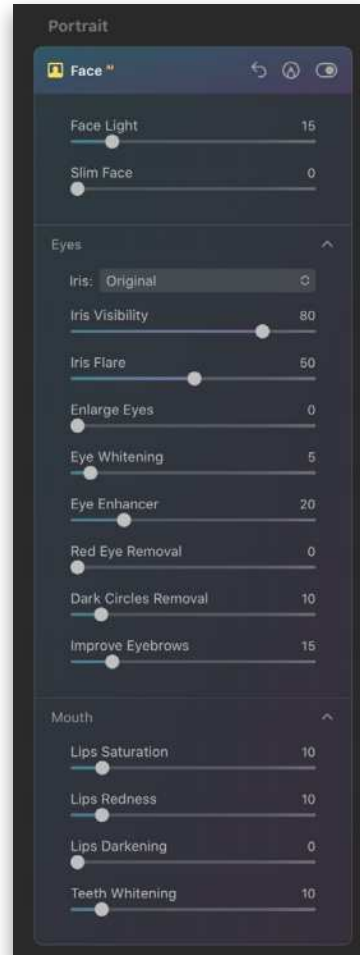 Portrait
Face AI
Face Light 15
Slim Face 0
Eyes
Iris: Original
Iris Visibility 80
Iris Flare 50
Enlarge Eyes 0
Eye Whitening 5
Eye Enhancer 20
Red Eye Removal 0
Dark Circles Removal 10
Improve Eyebrows 15
Mouth
Lips Saturation 10
Lips Redness 10
Lips Darkening 0
Teeth Whitening 10